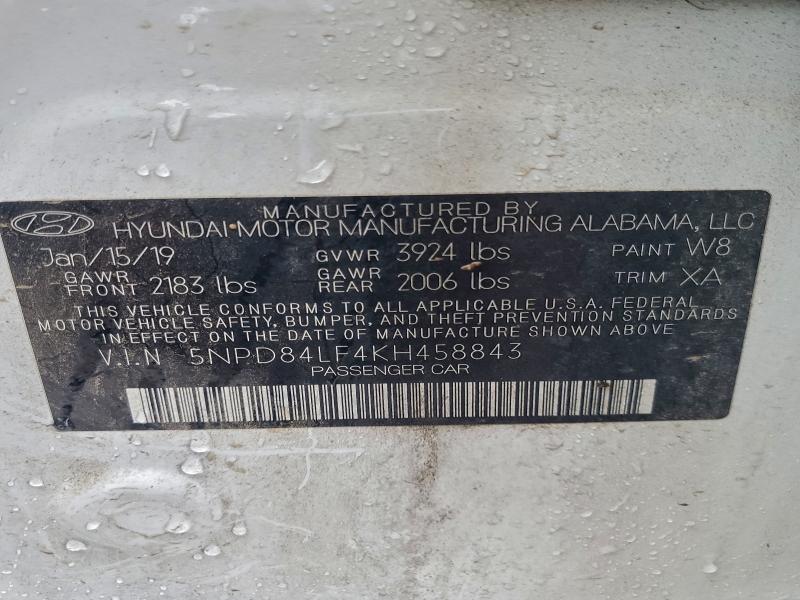 MANUFACTURED BY
HYUNDAI MOTOR MANUFACTURING ALABAMA, LLC
Jan/15/19 GVWR 3924 lbs PAINT W8
GAWR FRONT 2183 lbs GAWR REAR 2006 lbs TRIM XA
THIS VEHICLE CONFORMS TO ALL APPLICABLE U.S.A. FEDERAL
MOTOR VEHICLE SAFETY, BUMPER, AND THEFT PREVENTION STANDARDS
IN EFFECT ON THE DATE OF MANUFACTURE SHOWN ABOVE.
V.I.N 5NPD84LF4KH458843
PASSENGER CAR